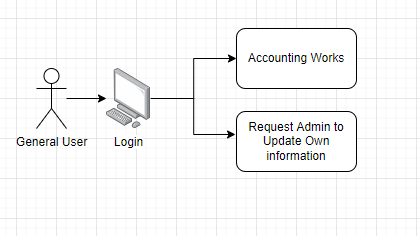 Accounting Works
General User
Login
Request Admin to
Update Own
information